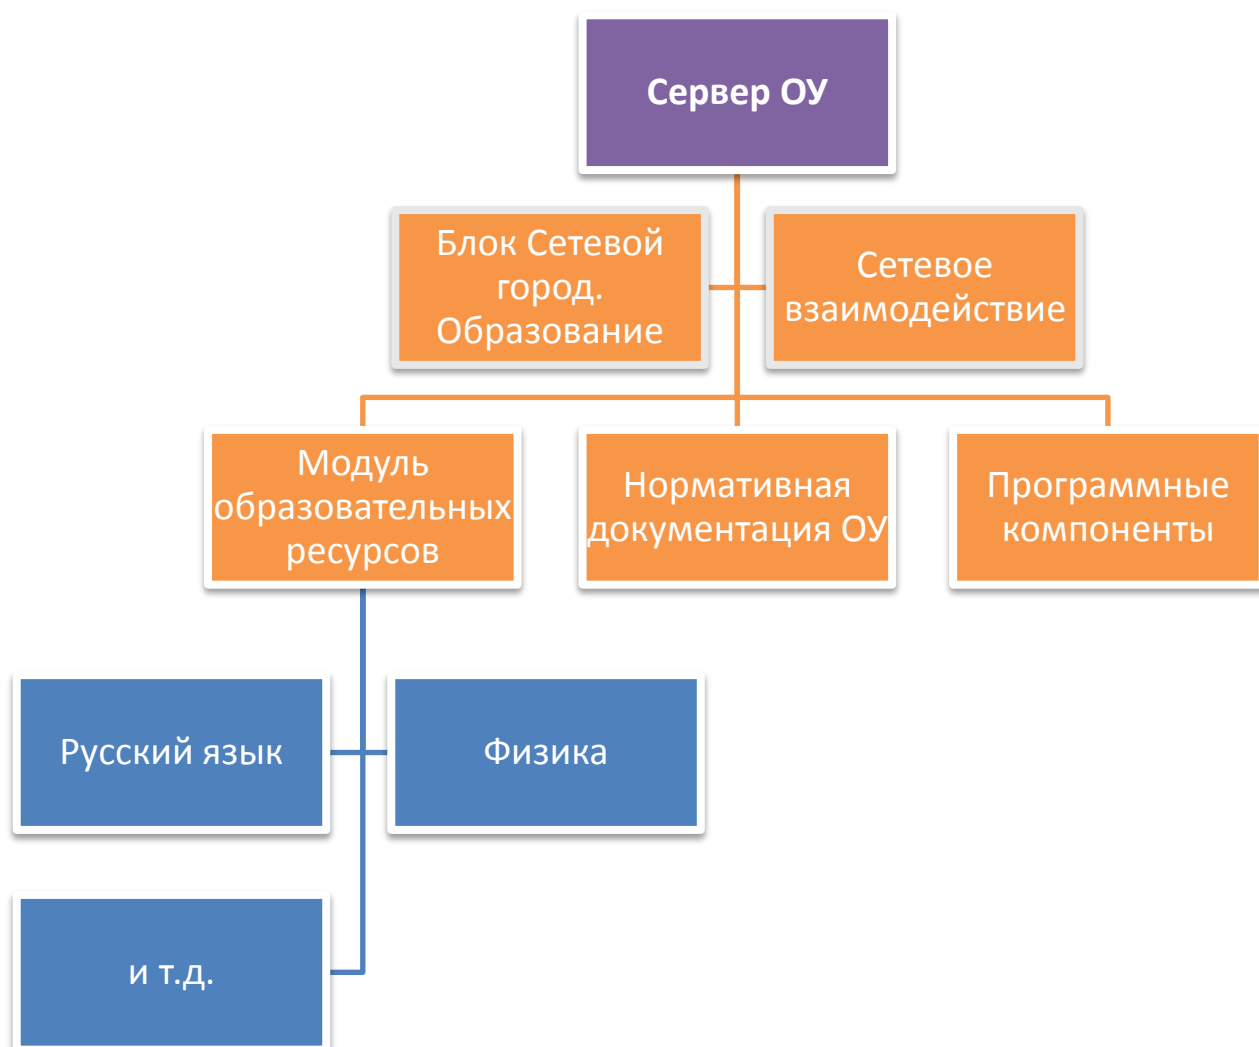 Сервер ОУ
Блок Сетевой
город.
Образование
Сетевое
взаимодействие
Модуль
образовательных
ресурсов
Нормативная
документация ОУ
Программные
компоненты
Русский язык
Физика
и т.д.